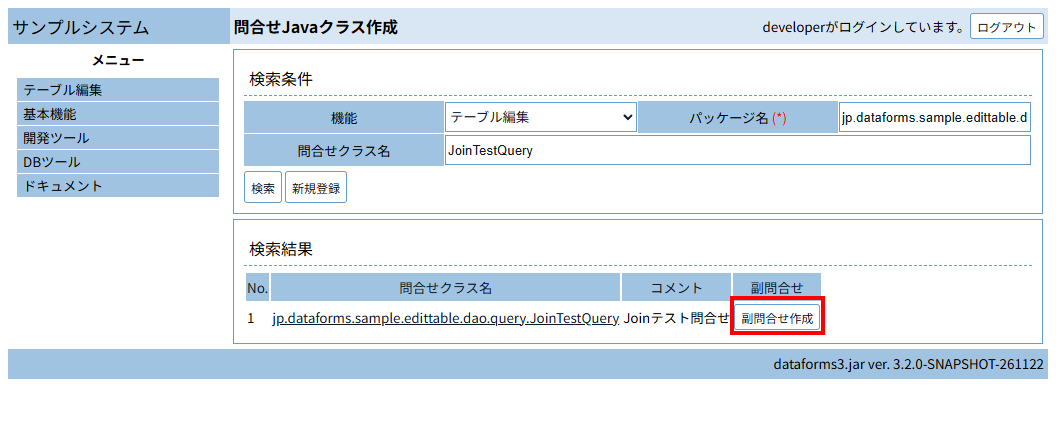 サンプルシステム 問合せJavaクラス作成 developerがログインしています。 ログアウト
メニュー
テーブル編集
基本機能
開発ツール
DBツール
ドキュメント
検索条件
機能 テーブル編集 パッケージ名 (*) jp.dataforms.sample.edittable.d
問合せクラス名 JoinTestQuery
検索 新規登録
検索結果
No. 問合せクラス名 コメント 副問合せ
1 jp.dataforms.sample.edittable.dao.query.JoinTestQuery Joinテスト問合せ 副問合せ作成
dataforms3.jar ver. 3.2.0-SNAPSHOT-261122